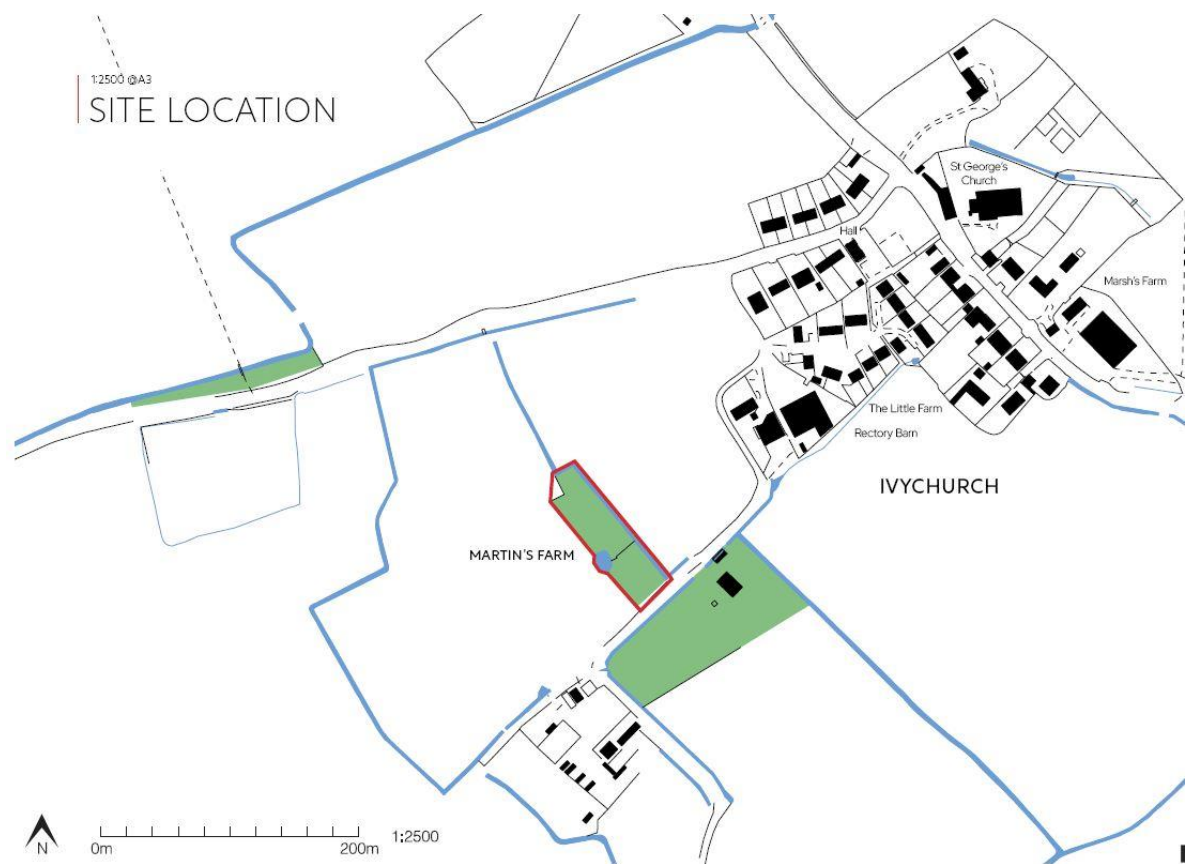 1:2500 @A3
SITE LOCATION
St George's
Church
Hall
Marsh's Farm
The Little Farm
Rectory Barn
IVYCHURCH
MARTIN'S FARM
N
0m
200m
1:2500